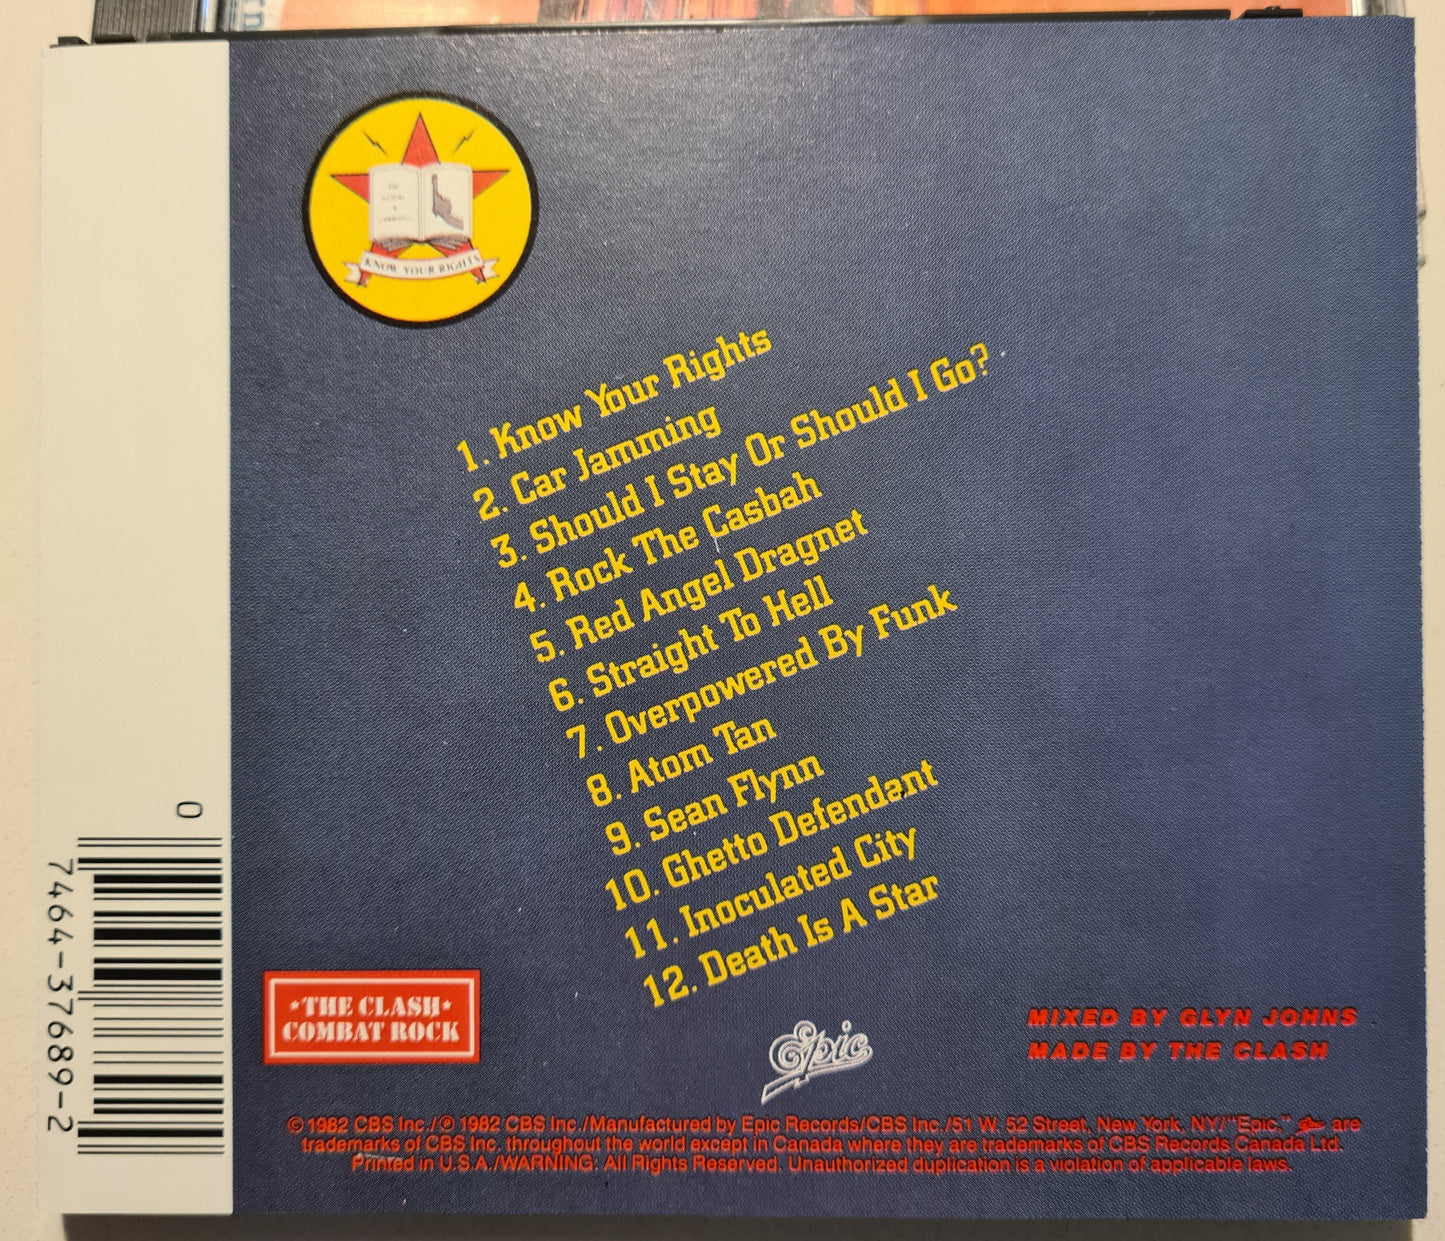 THE
FUTURE
IS
UNWRITTEN
KNOW YOUR RIGHTS
1. Know Your Rights
2. Car Jamming
3. Should I Stay Or Should I Go?
4. Rock The Casbah
5. Red Angel Dragnet
6. Straight To Hell
7. Overpowered By Funk
8. Atom Tan
9. Sean Flynn
10. Ghetto Defendant
11. Inoculated City
12. Death Is A Star
0
7464-37689-2
★THE CLASH★
COMBAT ROCK
Epic
MIXED BY GLYN JOHNS
MADE BY THE CLASH
© 1982 CBS Inc./℗ 1982 CBS Inc./Manufactured by Epic Records/CBS Inc./51 W. 52 Street, New York, NY/"Epic," are
trademarks of CBS Inc. throughout the world except in Canada where they are trademarks of CBS Records Canada Ltd.
Printed in U.S.A./WARNING: All Rights Reserved. Unauthorized duplication is a violation of applicable laws.